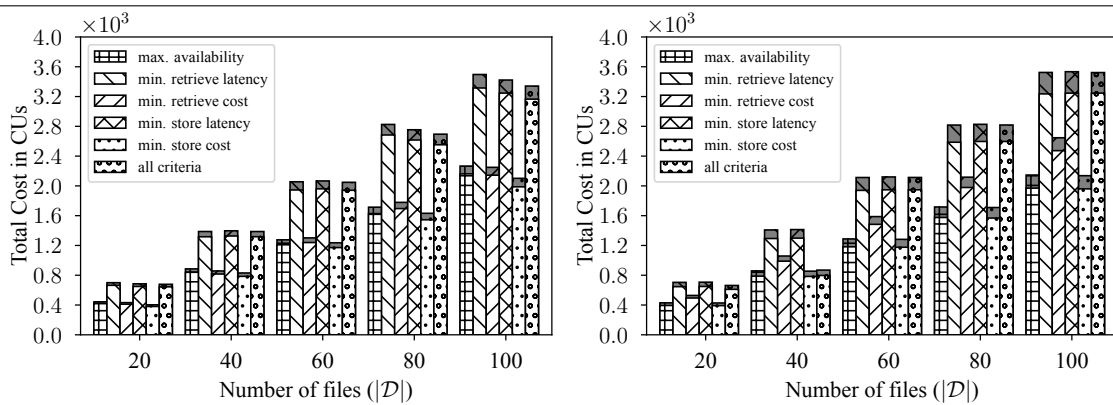 ×10³
4.0
3.6
3.2
2.8
2.4
2.0
1.6
1.2
0.8
0.4
0.0
Total Cost in CUs
max. availability
min. retrieve latency
min. retrieve cost
min. store latency
min. store cost
all criteria
20 40 60 80 100
Number of files (|𝒟|)
×10³
4.0
3.6
3.2
2.8
2.4
2.0
1.6
1.2
0.8
0.4
0.0
Total Cost in CUs
max. availability
min. retrieve latency
min. retrieve cost
min. store latency
min. store cost
all criteria
20 40 60 80 100
Number of files (|𝒟|)